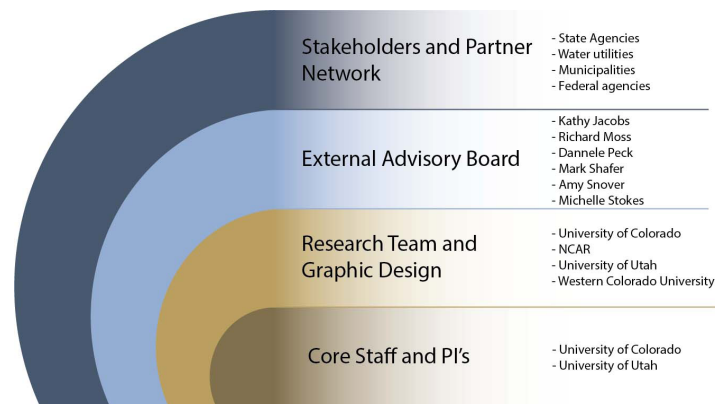 Stakeholders and Partner
Network
- State Agencies
- Water utilities
- Municipalities
- Federal agencies
External Advisory Board
- Kathy Jacobs
- Richard Moss
- Dannele Peck
- Mark Shafer
- Amy Snover
- Michelle Stokes
Research Team and
Graphic Design
- University of Colorado
- NCAR
- University of Utah
- Western Colorado University
Core Staff and PI's
- University of Colorado
- University of Utah